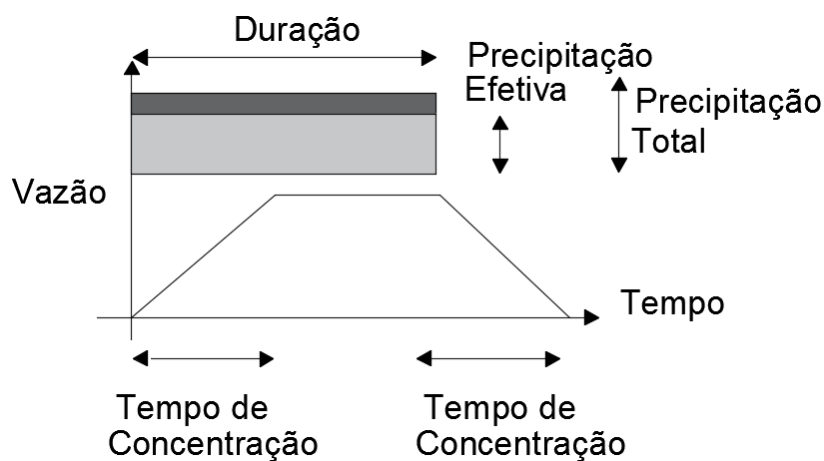 Duração
Precipitação
Efetiva
Precipitação
Total
Vazão
Tempo
Tempo de
Concentração
Tempo de
Concentração